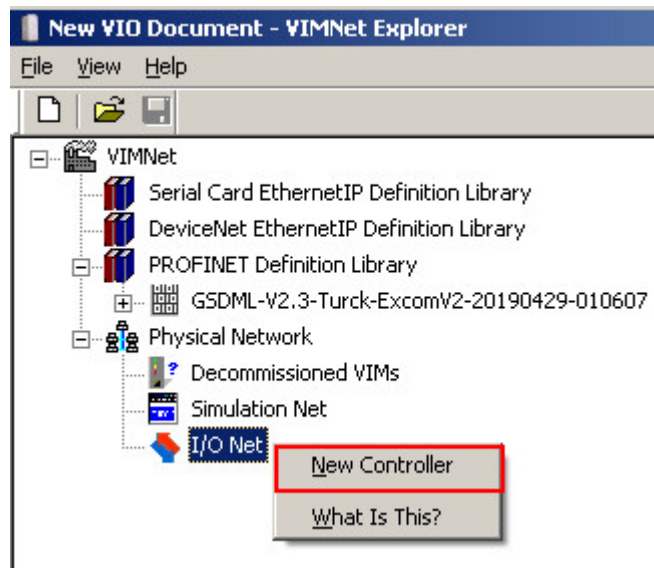 New VIO Document - VIMNet Explorer
File View Help
VIMNet
Serial Card EthernetIP Definition Library
DeviceNet EthernetIP Definition Library
PROFINET Definition Library
GSDML-V2.3-Turck-ExcomV2-20190429-010607
Physical Network
Decommissioned VIMs
Simulation Net
I/O Net
New Controller
What Is This?